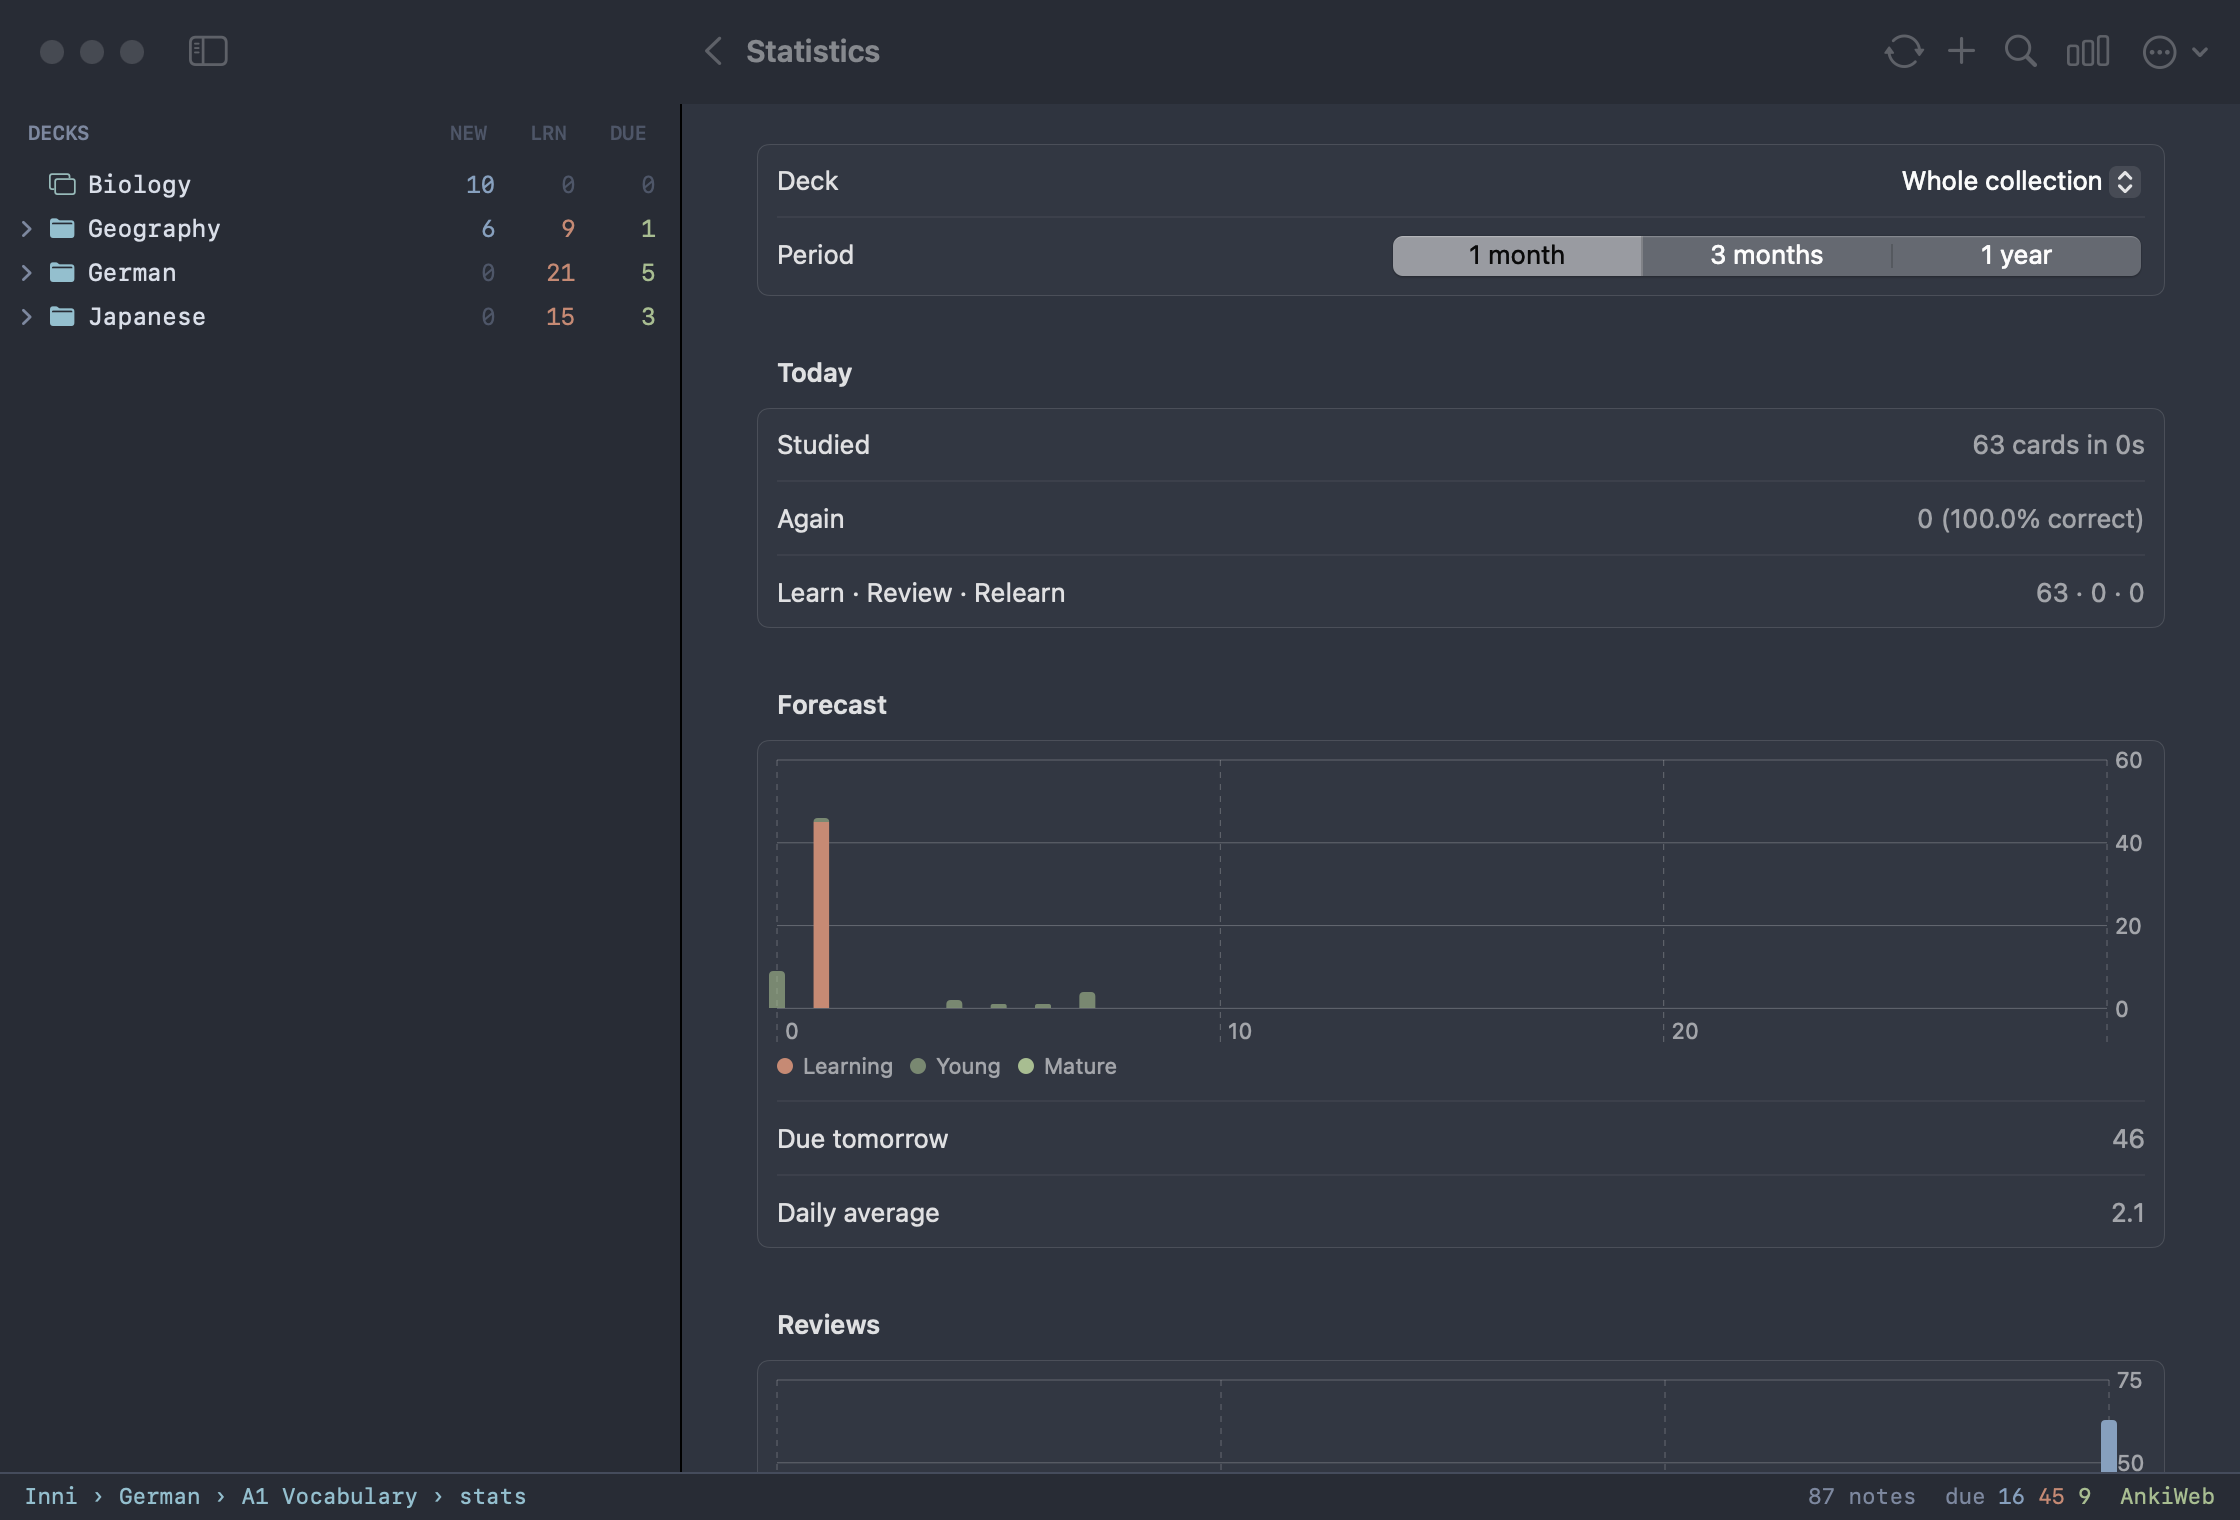 Statistics
DECKS NEW LRN DUE
Biology 10 0 0
Geography 6 9 1
German 0 21 5
Japanese 0 15 3
Deck Whole collection
Period 1 month 3 months 1 year
Today
Studied 63 cards in 0s
Again 0 (100.0% correct)
Learn · Review · Relearn 63 · 0 · 0
Forecast
60
40
20
0
0 10 20
Learning Young Mature
Due tomorrow 46
Daily average 2.1
Reviews
75
50
Inni › German › A1 Vocabulary › stats 87 notes due 16 45 9 AnkiWeb